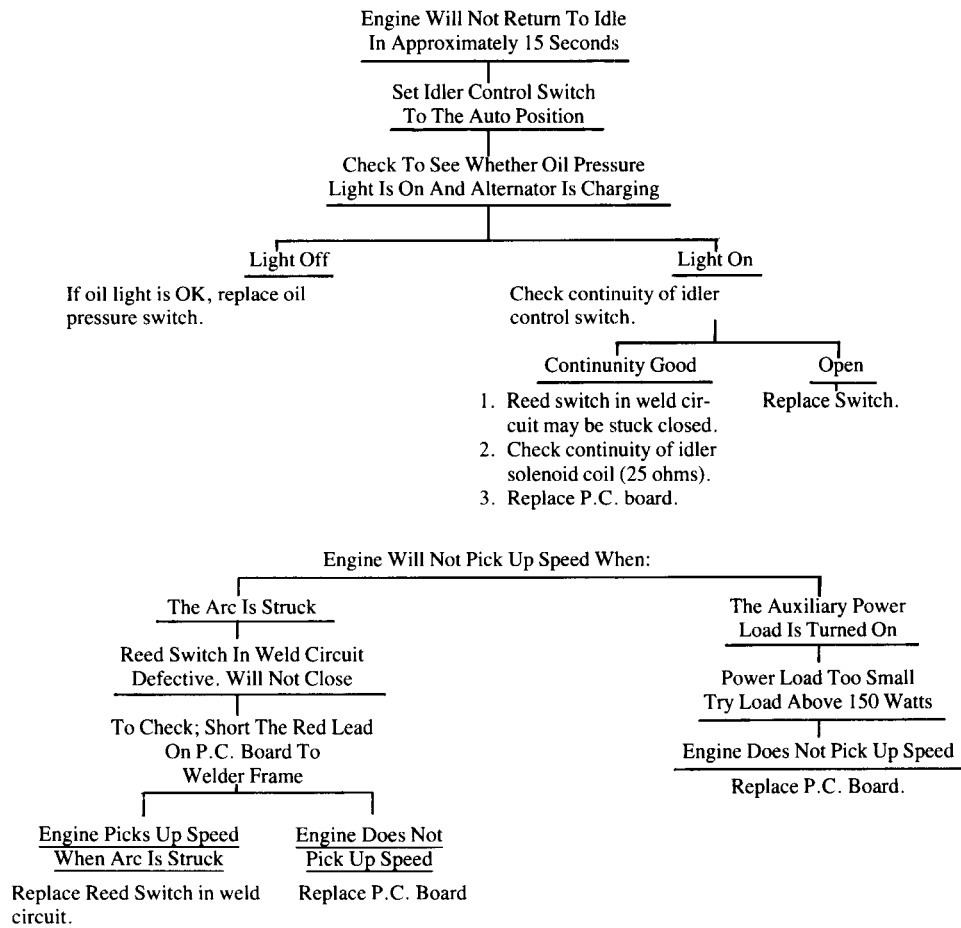 Engine Will Not Return To Idle
In Approximately 15 Seconds
Set Idler Control Switch
To The Auto Position
Check To See Whether Oil Pressure
Light Is On And Alternator Is Charging
Light Off
If oil light is OK, replace oil
pressure switch.
Light On
Check continuity of idler
control switch.
Continunity Good
1. Reed switch in weld cir-
cuit may be stuck closed.
2. Check continuity of idler
solenoid coil (25 ohms).
3. Replace P.C. board.
Open
Replace Switch.
Engine Will Not Pick Up Speed When:
The Arc Is Struck
Reed Switch In Weld Circuit
Defective. Will Not Close
To Check; Short The Red Lead
On P.C. Board To
Welder Frame
Engine Picks Up Speed
When Arc Is Struck
Replace Reed Switch in weld
circuit.
Engine Does Not
Pick Up Speed
Replace P.C. Board
The Auxiliary Power
Load Is Turned On
Power Load Too Small
Try Load Above 150 Watts
Engine Does Not Pick Up Speed
Replace P.C. Board.